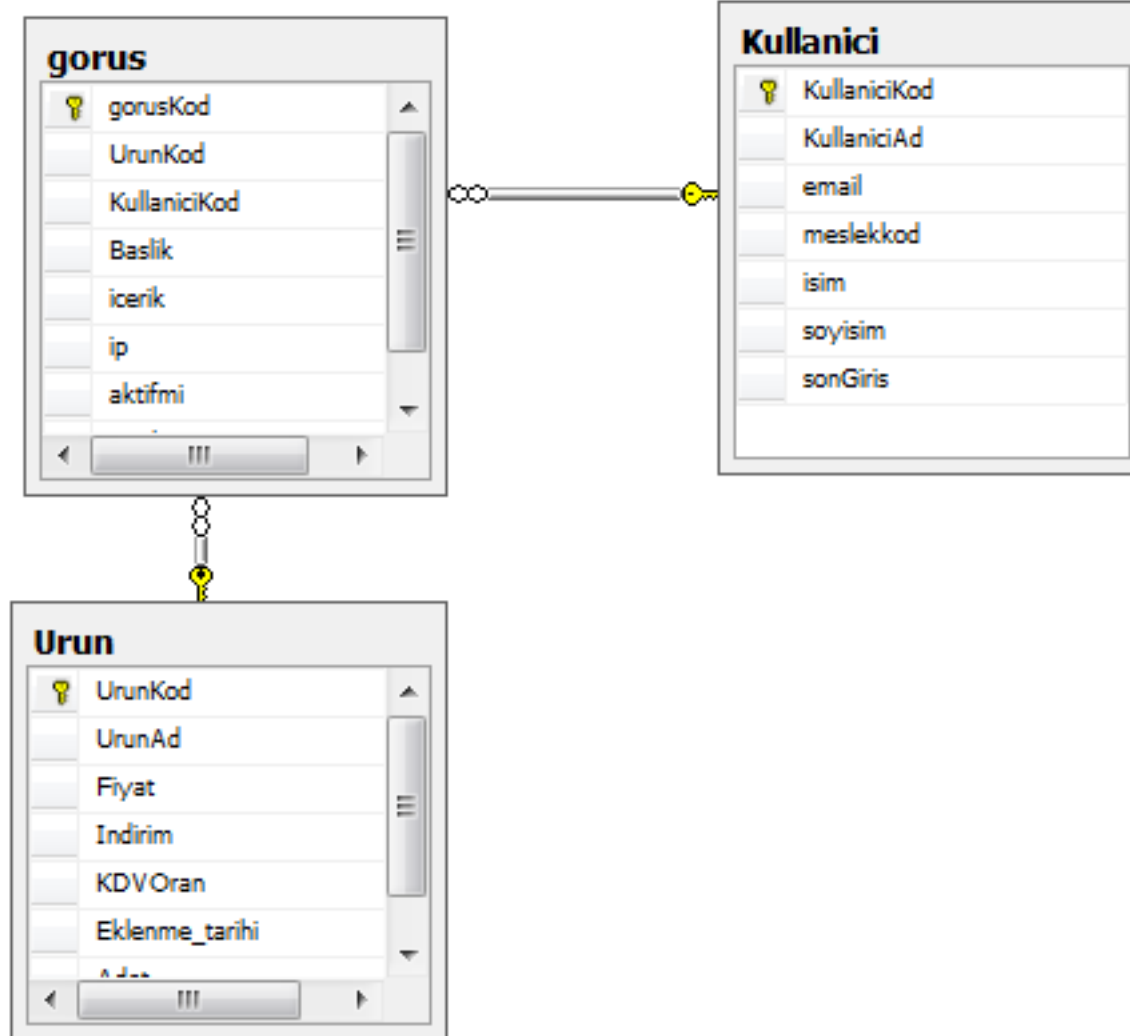 gorus
gorusKod
UrunKod
KullaniciKod
Baslik
icerik
ip
aktifmi
Kullanici
KullaniciKod
KullaniciAd
email
meslekkod
isim
soyisim
sonGiris
Urun
UrunKod
UrunAd
Fiyat
Indirim
KDVOran
Eklenme_tarihi